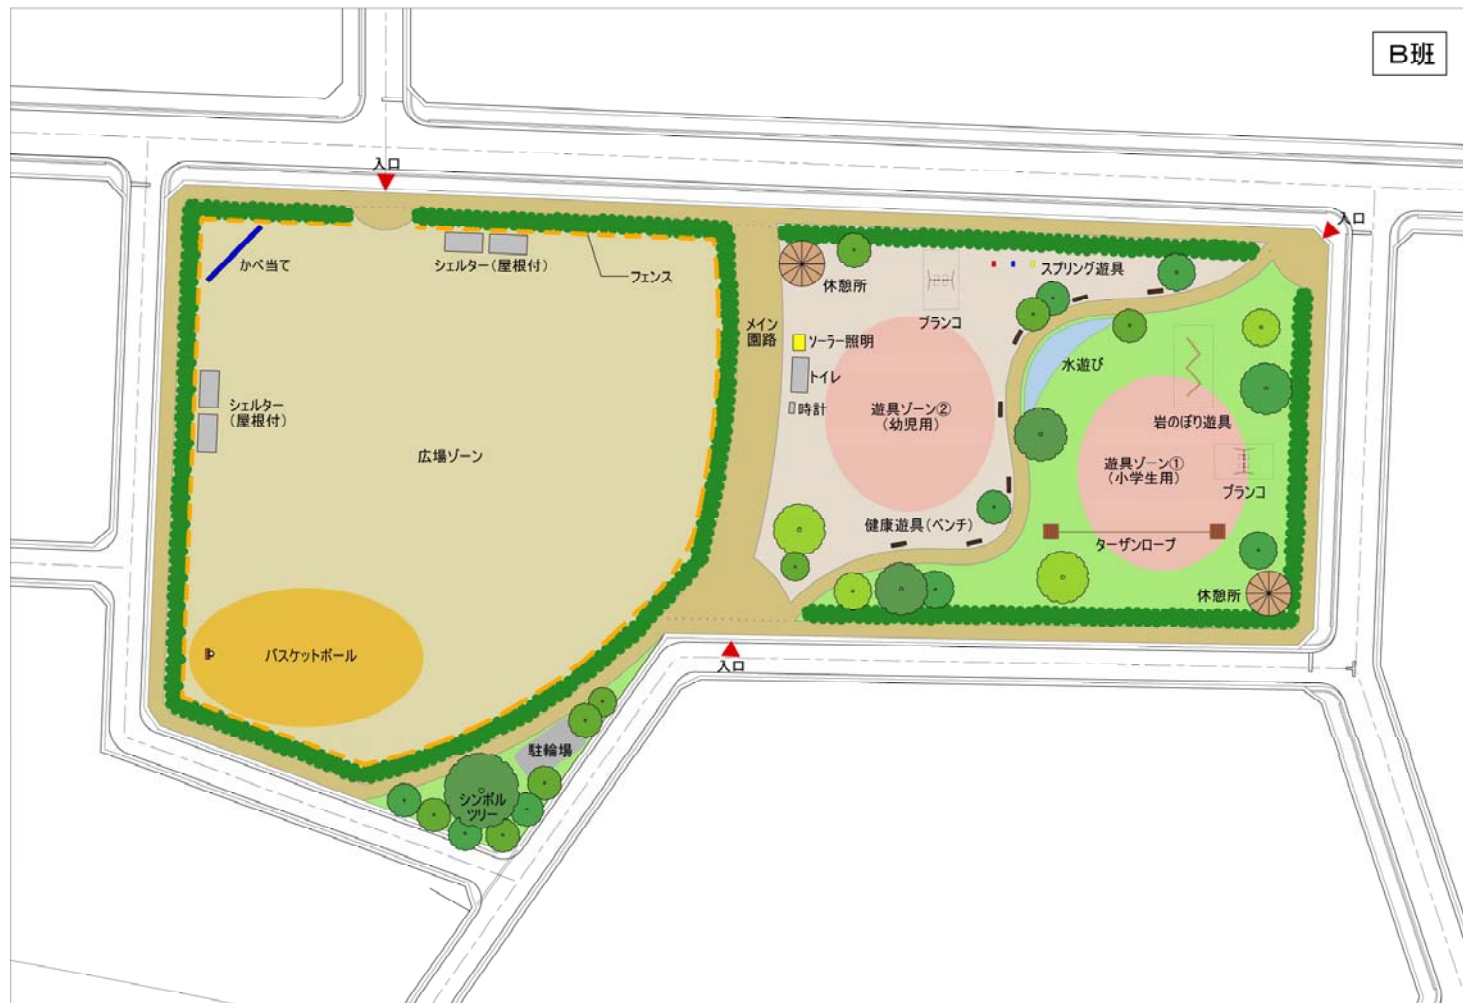 B班
入口
入口
かべ当て
シェルター(屋根付)
フェンス
休憩所
スプリング遊具
ブランコ
メイン
園路
ソーラー照明
トイレ
時計
水遊び
シェルター
(屋根付)
遊具ゾーン②
(幼児用)
岩のぼり遊具
広場ゾーン
遊具ゾーン①
(小学生用)
ブランコ
健康遊具(ベンチ)
ターザンロープ
休憩所
バスケットボール
入口
駐輪場
シンボル
ツリー